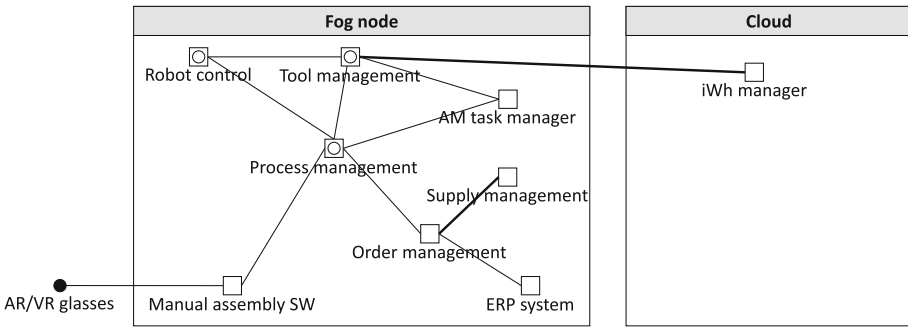 Fog node
Cloud
Robot control
Tool management
iWh manager
AM task manager
Process management
Supply management
Order management
AR/VR glasses
Manual assembly SW
ERP system